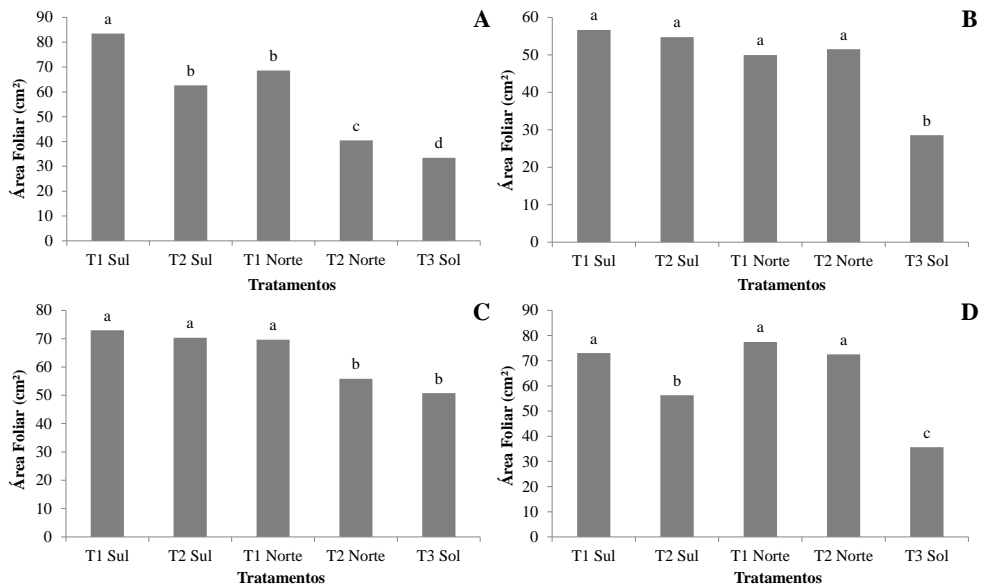 A
Área Foliar (cm²)
90
80
70
60
50
40
30
20
10
0
a
b
b
c
d
T1 Sul
T2 Sul
T1 Norte
T2 Norte
T3 Sol
Tratamentos
B
Área Foliar (cm²)
60
50
40
30
20
10
0
a
a
a
a
b
T1 Sul
T2 Sul
T1 Norte
T2 Norte
T3 Sol
Tratamentos
C
Área Foliar (cm²)
80
70
60
50
40
30
20
10
0
a
a
a
b
b
T1 Sul
T2 Sul
T1 Norte
T2 Norte
T3 Sol
Tratamentos
D
Área Foliar (cm²)
90
80
70
60
50
40
30
20
10
0
a
b
a
a
c
T1 Sul
T2 Sul
T1 Norte
T2 Norte
T3 Sol
Tratamentos